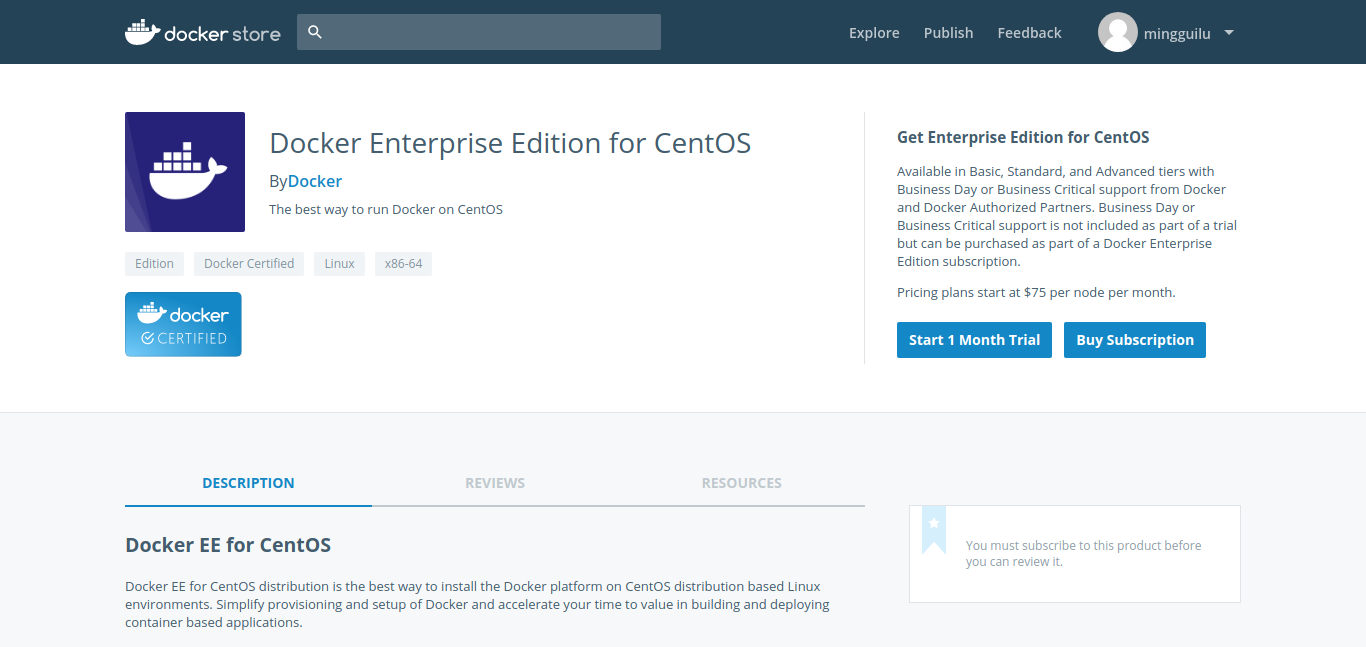 docker store
Explore
Publish
Feedback
mingguilu
Docker Enterprise Edition for CentOS
ByDocker
The best way to run Docker on CentOS
Edition
Docker Certified
Linux
x86-64
docker
CERTIFIED
Get Enterprise Edition for CentOS
Available in Basic, Standard, and Advanced tiers with
Business Day or Business Critical support from Docker
and Docker Authorized Partners. Business Day or
Business Critical support is not included as part of a trial
but can be purchased as part of a Docker Enterprise
Edition subscription.
Pricing plans start at $75 per node per month.
Start 1 Month Trial
Buy Subscription
DESCRIPTION
REVIEWS
RESOURCES
Docker EE for CentOS
Docker EE for CentOS distribution is the best way to install the Docker platform on CentOS distribution based Linux
environments. Simplify provisioning and setup of Docker and accelerate your time to value in building and deploying
container based applications.
You must subscribe to this product before
you can review it.